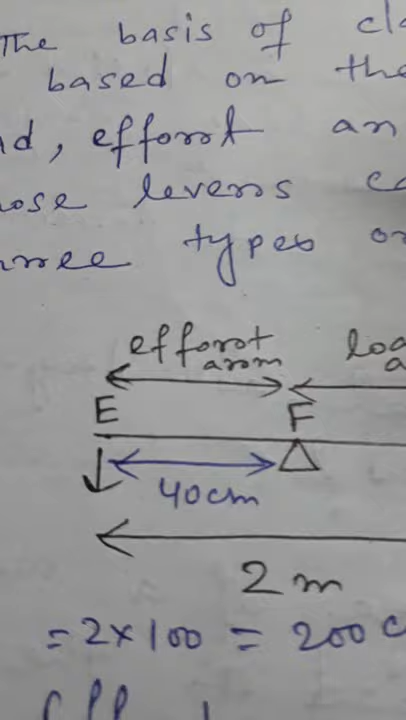 The basis of
based on the
, effort an
levers
types
effort
arm
E F
40cm
2 m
= 2 × 100 = 200 c